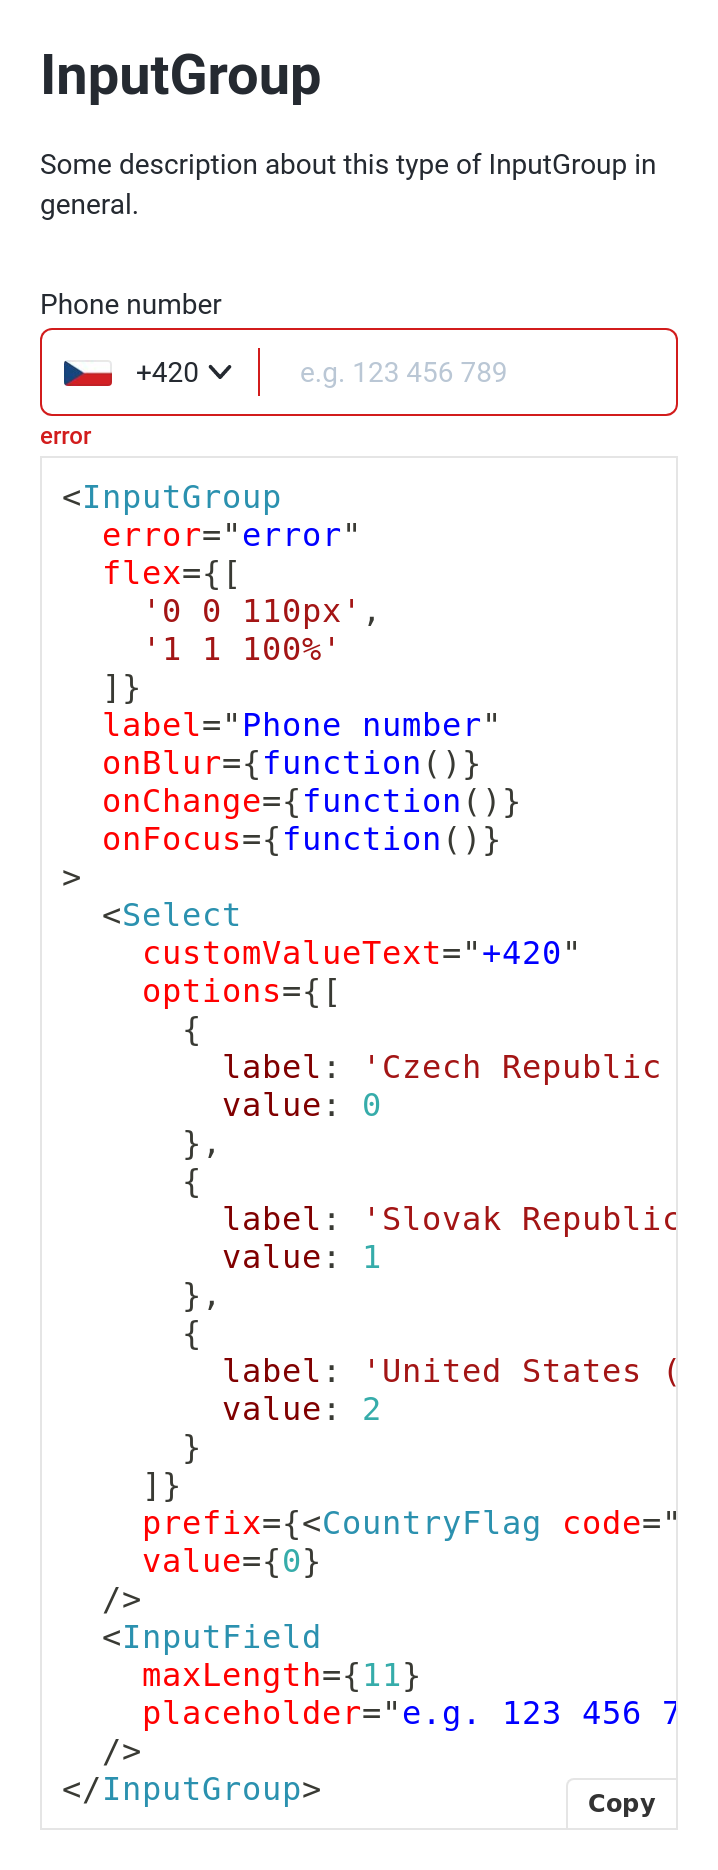 InputGroup
Some description about this type of InputGroup in
general.
Phone number
+420 e.g. 123 456 789
error
<InputGroup
  error="error"
  flex={[
    '0 0 110px',
    '1 1 100%'
  ]}
  label="Phone number"
  onBlur={function()}
  onChange={function()}
  onFocus={function()}
>
  <Select
    customValueText="+420"
    options={[
      {
        label: 'Czech Republic
        value: 0
      },
      {
        label: 'Slovak Republic
        value: 1
      },
      {
        label: 'United States (
        value: 2
      }
    ]}
    prefix={<CountryFlag code="
    value={0}
  />
  <InputField
    maxLength={11}
    placeholder="e.g. 123 456 7
  />
</InputGroup>
Copy